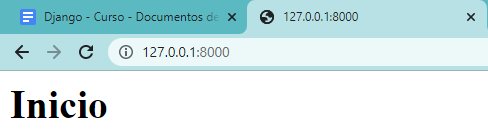 Django - Curso - Documentos de
127.0.0.1:8000
127.0.0.1:8000
Inicio